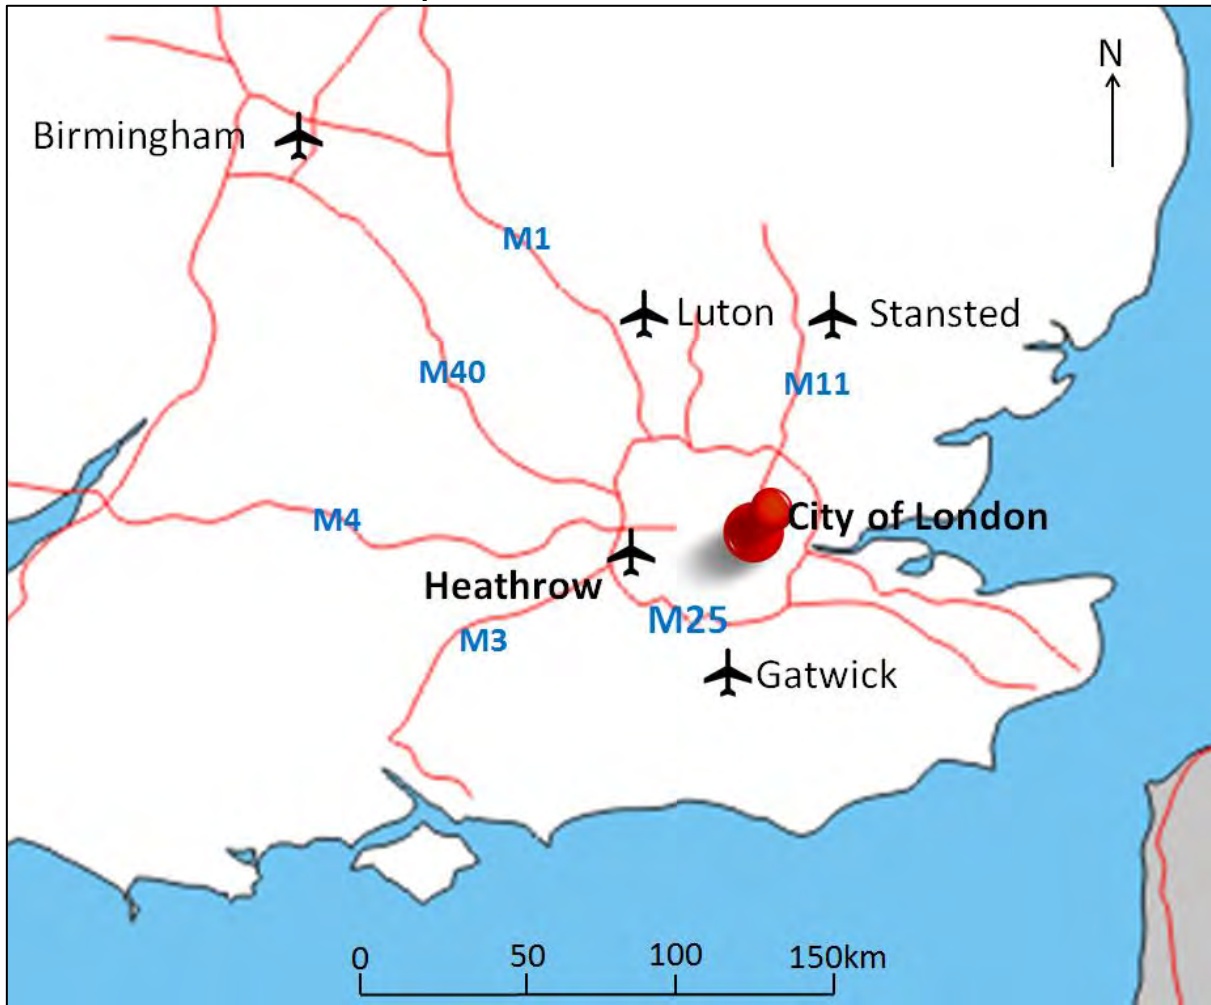 N
Birmingham
M1
Luton
Stansted
M40
M11
M4
City of London
Heathrow
M25
M3
Gatwick
0 50 100 150km